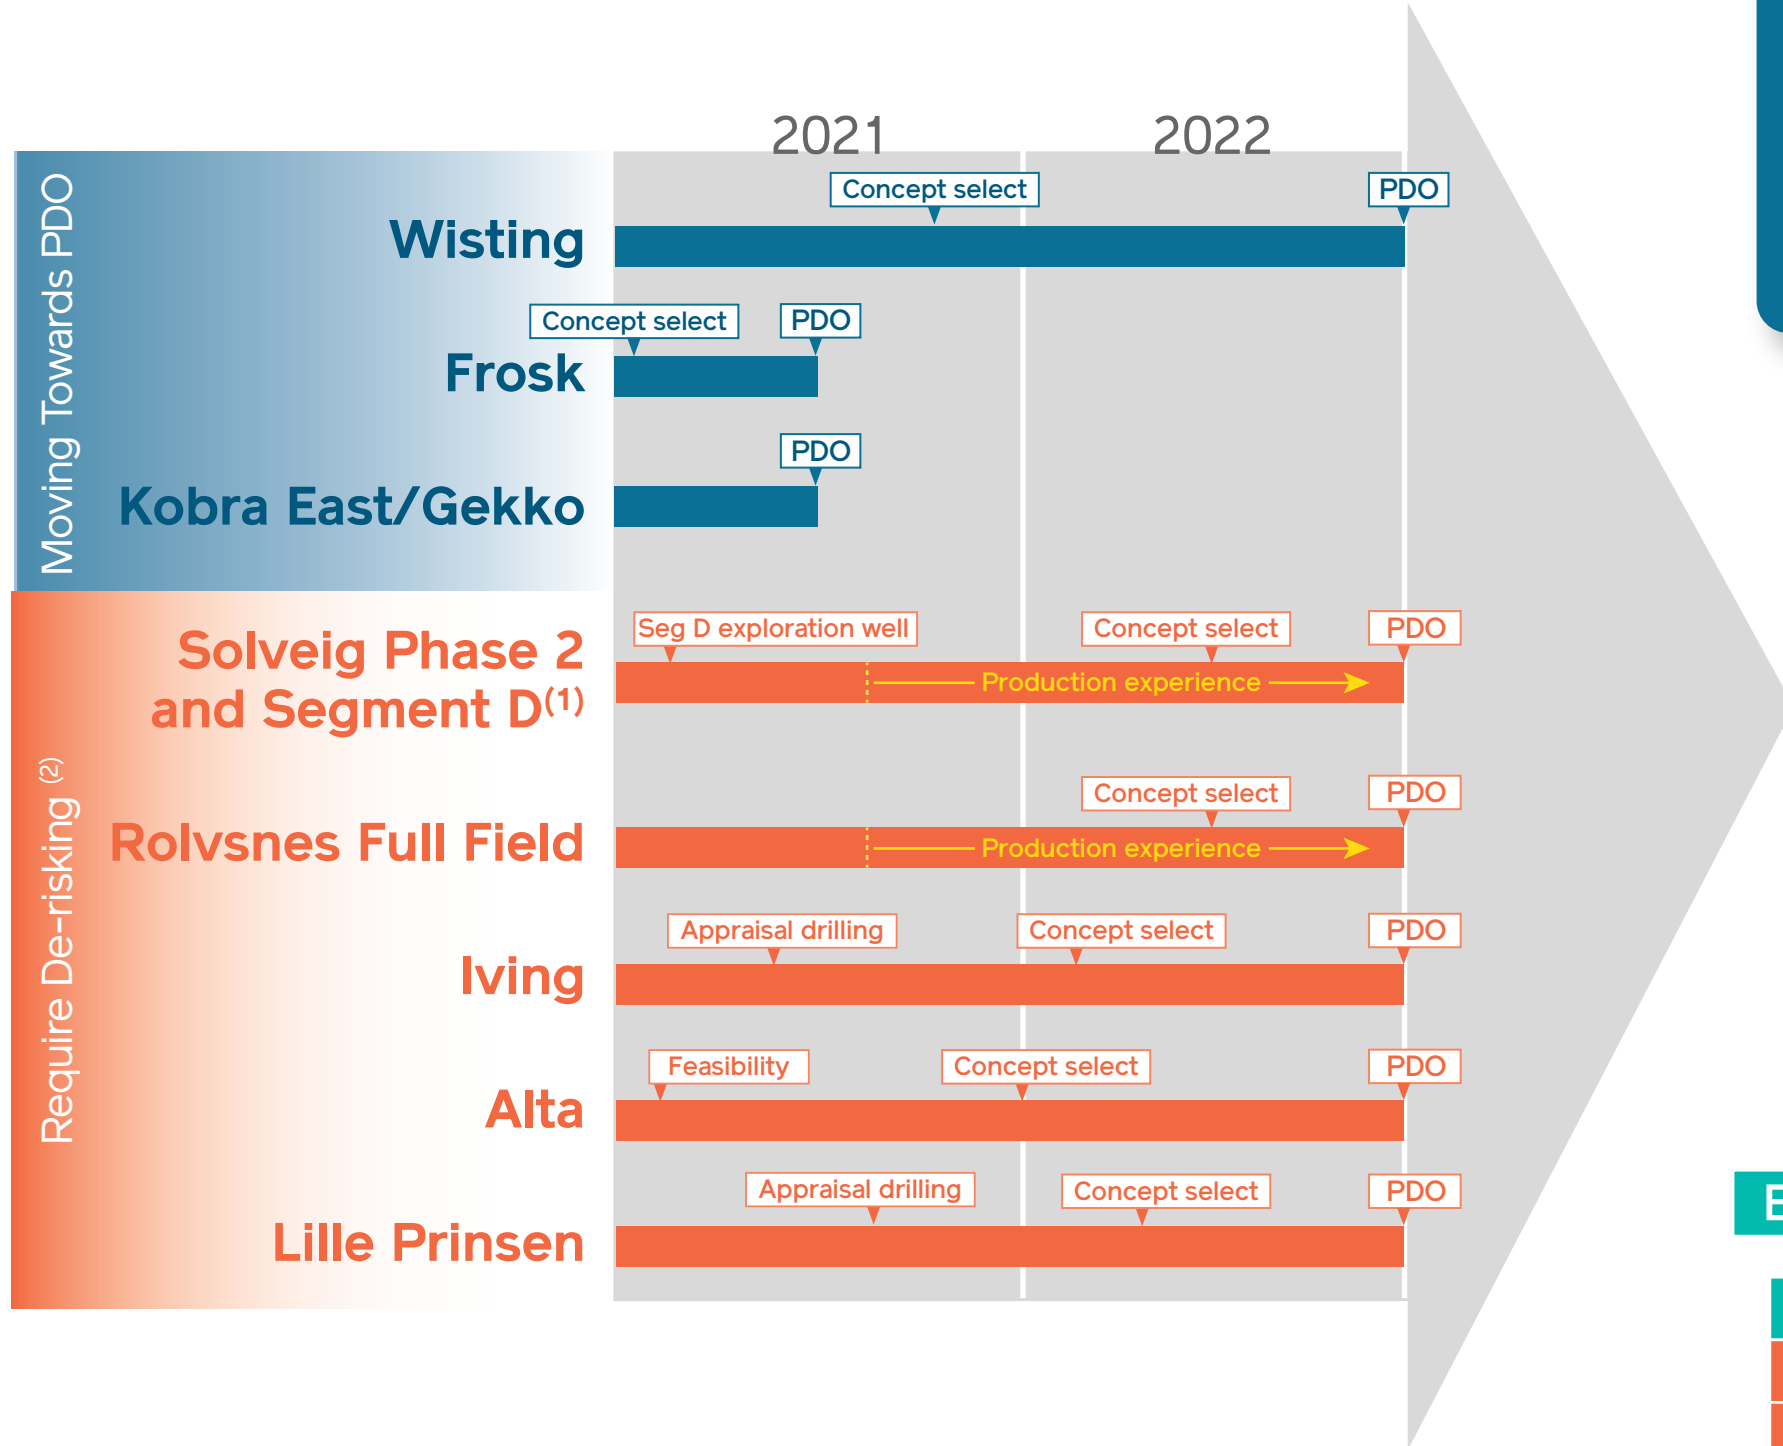 2021
2022
Moving Towards PDO
Concept select
PDO
Wisting
Concept select
PDO
Frosk
PDO
Kobra East/Gekko
Require De-risking (2)
Seg D exploration well
Concept select
PDO
Solveig Phase 2
and Segment D(1)
Production experience
Concept select
PDO
Rolvsnes Full Field
Production experience
Appraisal drilling
Concept select
PDO
Iving
Feasibility
Concept select
PDO
Alta
Appraisal drilling
Concept select
PDO
Lille Prinsen